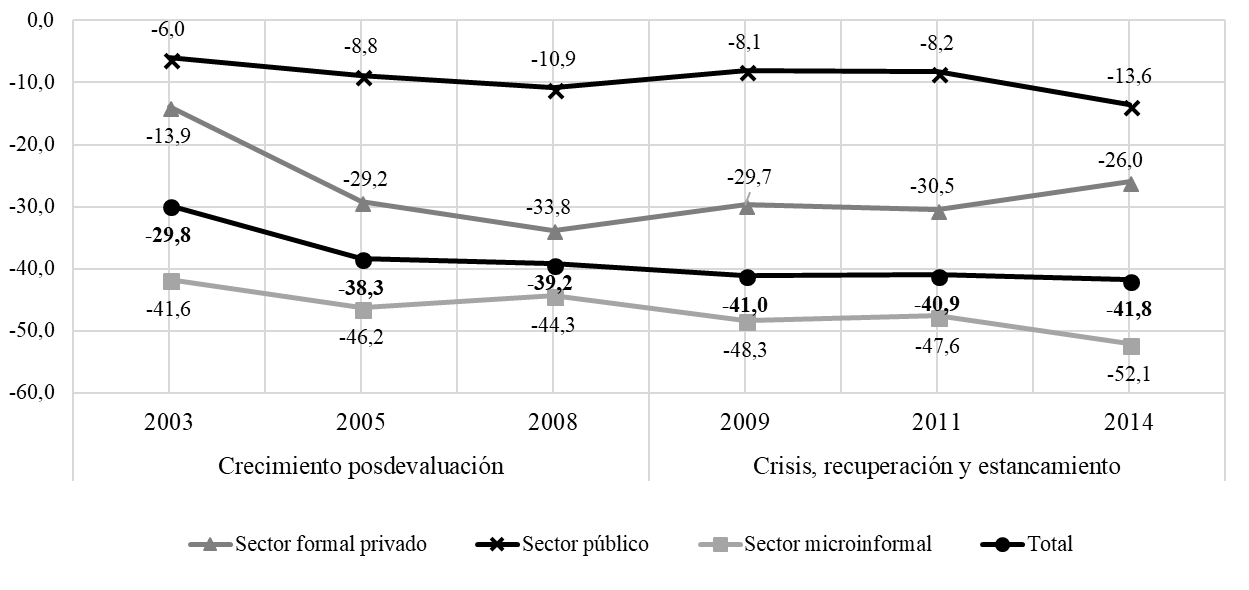 0,0
-10,0
-20,0
-30,0
-40,0
-50,0
-60,0
-6,0 -8,8 -10,9 -8,1 -8,2 -13,6
-13,9 -29,2 -33,8 -29,7 -30,5 -26,0
-29,8 -38,3 -39,2 -41,0 -40,9 -41,8
-41,6 -46,2 -44,3 -48,3 -47,6 -52,1
2003 2005 2008 2009 2011 2014
Crecimiento posdevaluación Crisis, recuperación y estancamiento
Sector formal privado Sector público Sector microinformal Total